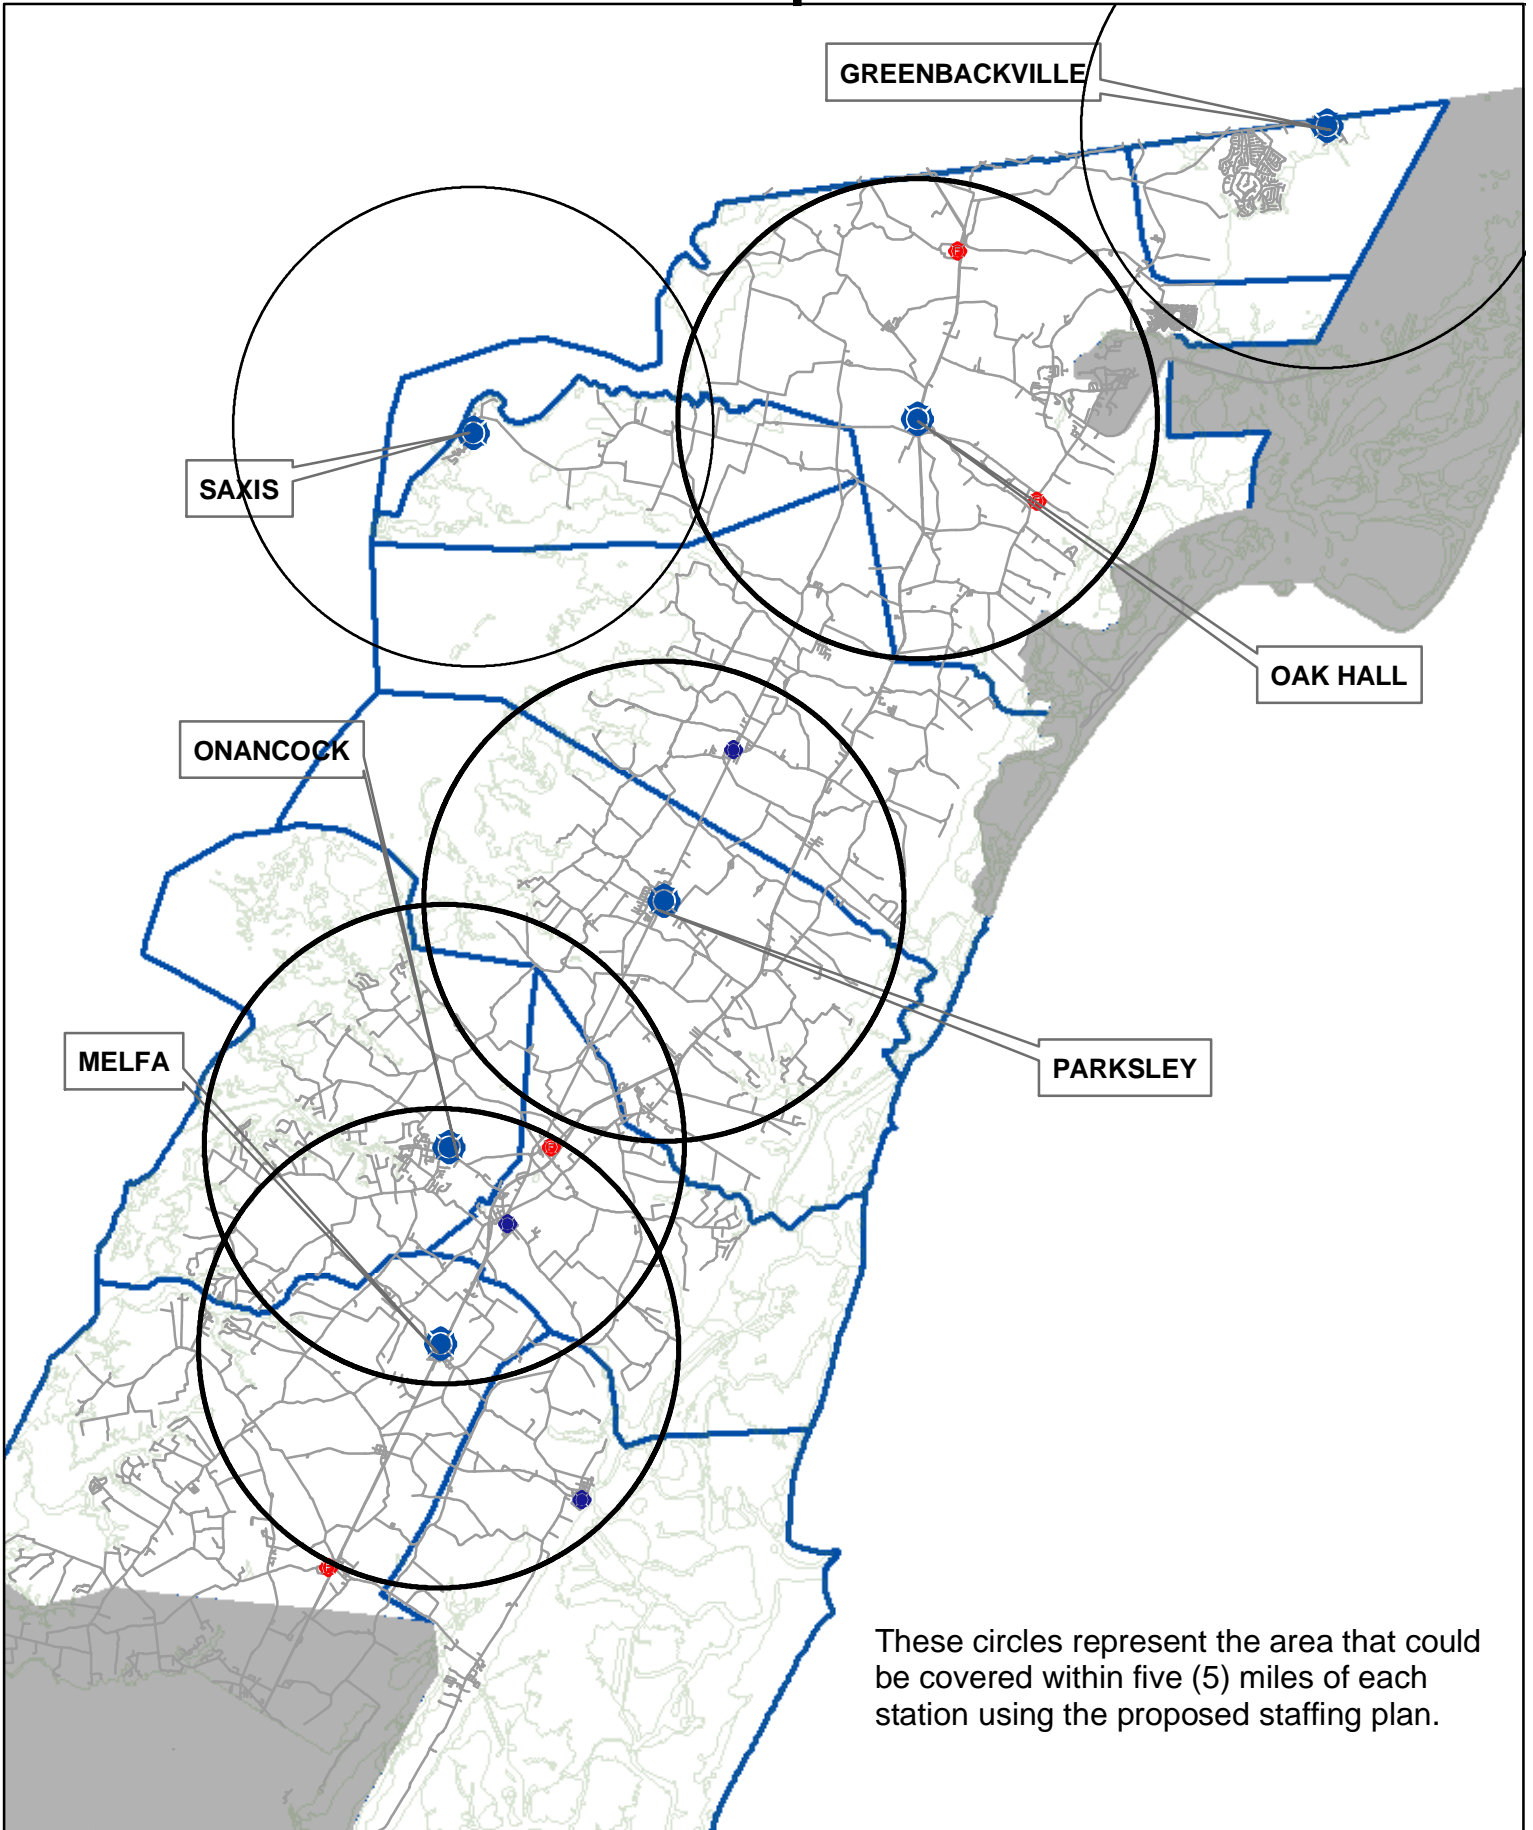 GREENBACKVILLE
SAXIS
OAK HALL
ONANCOCK
MELFA
PARKSLEY
These circles represent the area that could
be covered within five (5) miles of each
station using the proposed staffing plan.